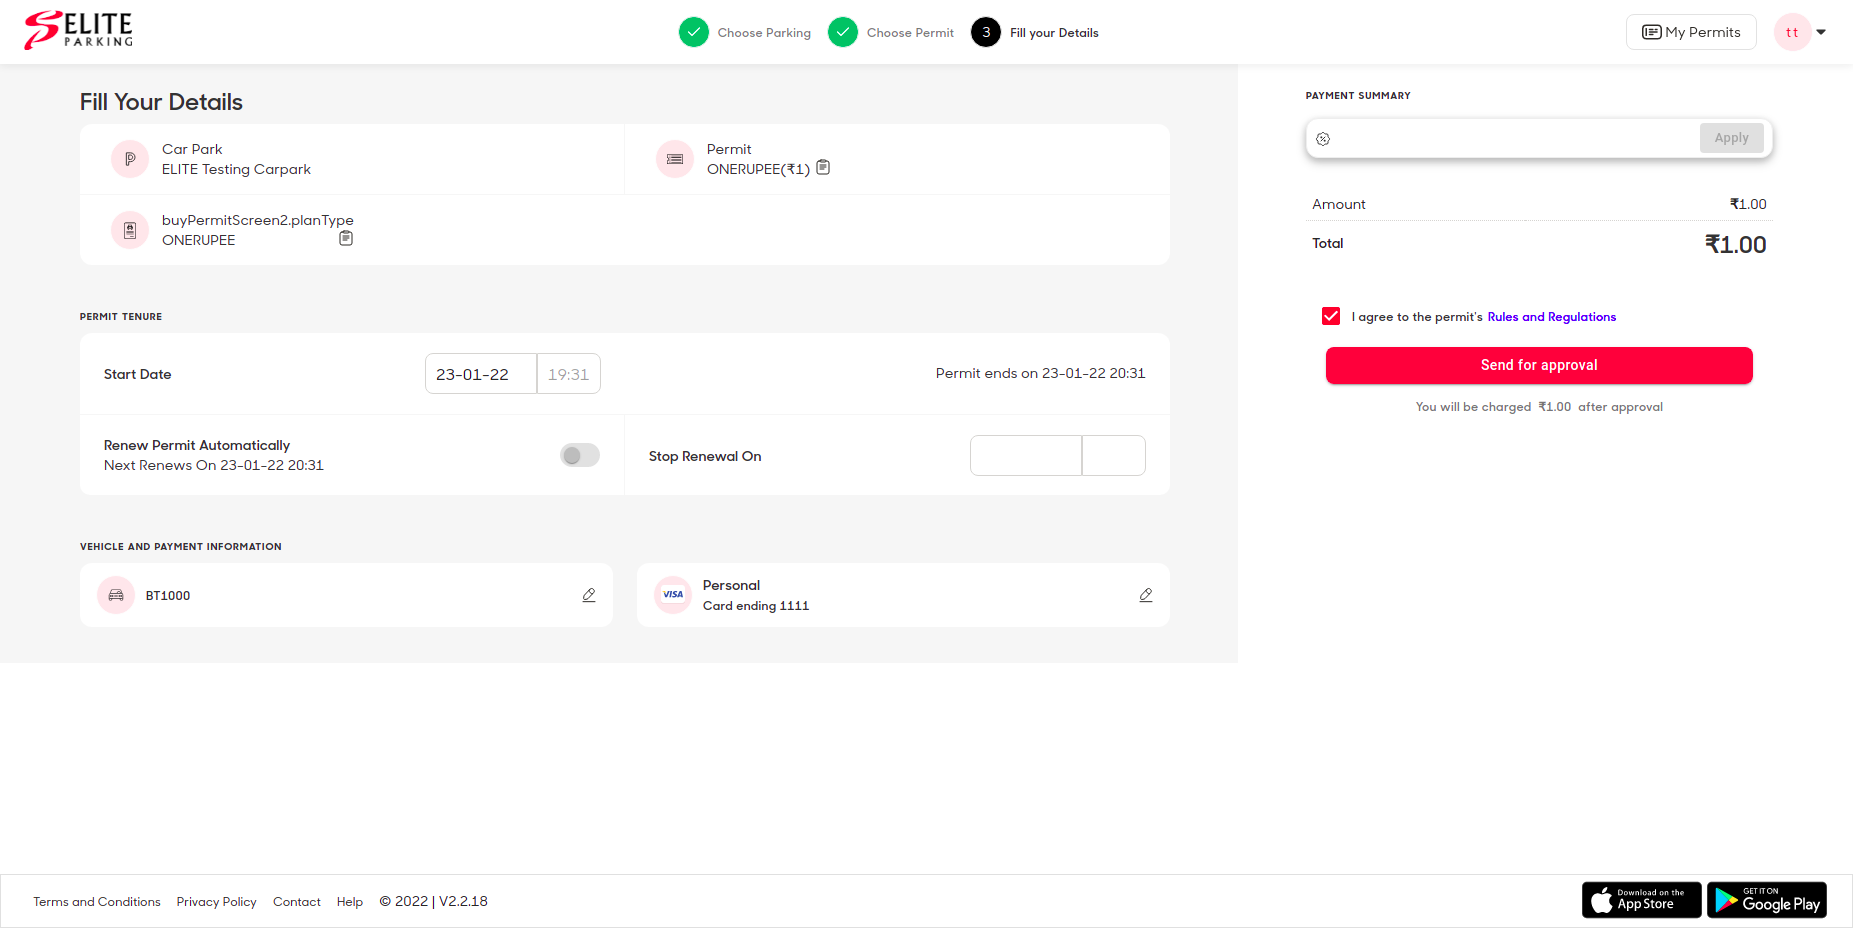 ELITE
PARKING
Choose Parking
Choose Permit
3 Fill your Details
My Permits
tt
Fill Your Details
Car Park
ELITE Testing Carpark
Permit
ONERUPEE(₹1)
buyPermitScreen2.planType
ONERUPEE
PERMIT TENURE
Start Date
23-01-22 19:31
Permit ends on 23-01-22 20:31
Renew Permit Automatically
Next Renews On 23-01-22 20:31
Stop Renewal On
VEHICLE AND PAYMENT INFORMATION
BT1000
VISA
Personal
Card ending 1111
PAYMENT SUMMARY
Apply
Amount ₹1.00
Total ₹1.00
I agree to the permit's Rules and Regulations
Send for approval
You will be charged ₹1.00 after approval
Terms and Conditions Privacy Policy Contact Help © 2022 | V2.2.18
Download on the
App Store
GET IT ON
Google Play